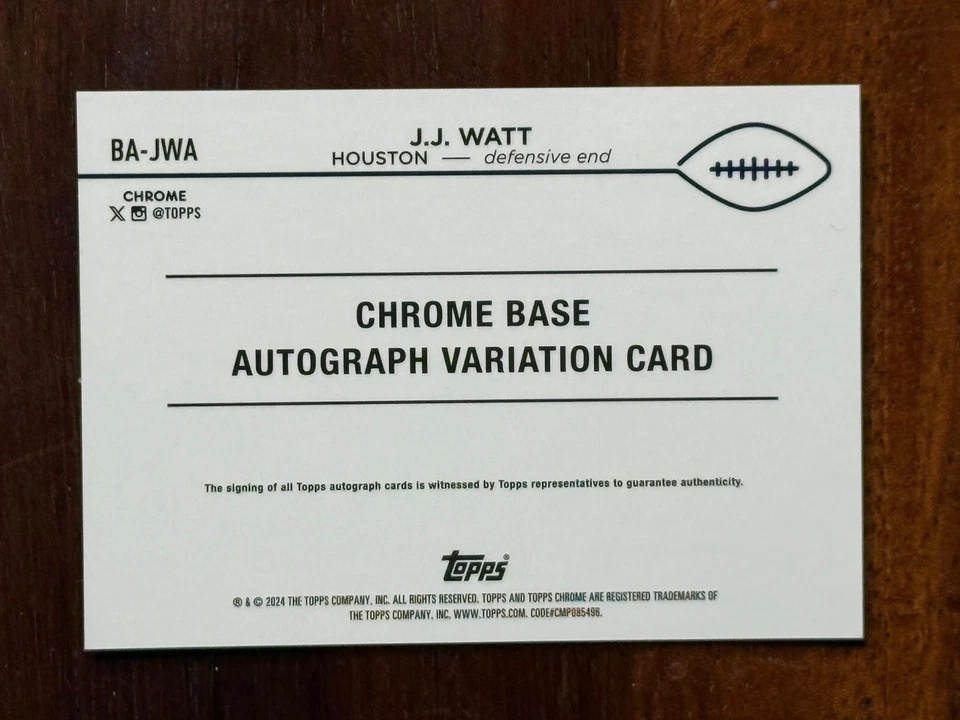 BA-JWA
J.J. WATT
HOUSTON — defensive end
CHROME
X @TOPPS
CHROME BASE
AUTOGRAPH VARIATION CARD
The signing of all Topps autograph cards is witnessed by Topps representatives to guarantee authenticity.
Topps®
® & © 2024 THE TOPPS COMPANY, INC. ALL RIGHTS RESERVED. TOPPS AND TOPPS CHROME ARE REGISTERED TRADEMARKS OF
THE TOPPS COMPANY, INC. WWW.TOPPS.COM. CODE#CMP085496.